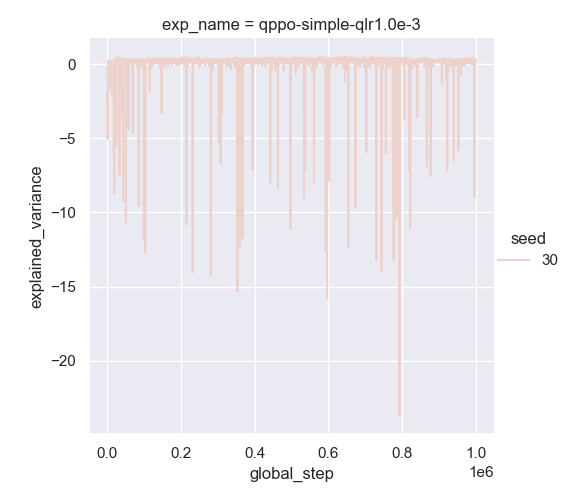 exp_name = qppo-simple-qlr1.0e-3
0
−5
−10
−15
−20
explained_variance
0.0 0.2 0.4 0.6 0.8 1.0
1e6
global_step
seed
30